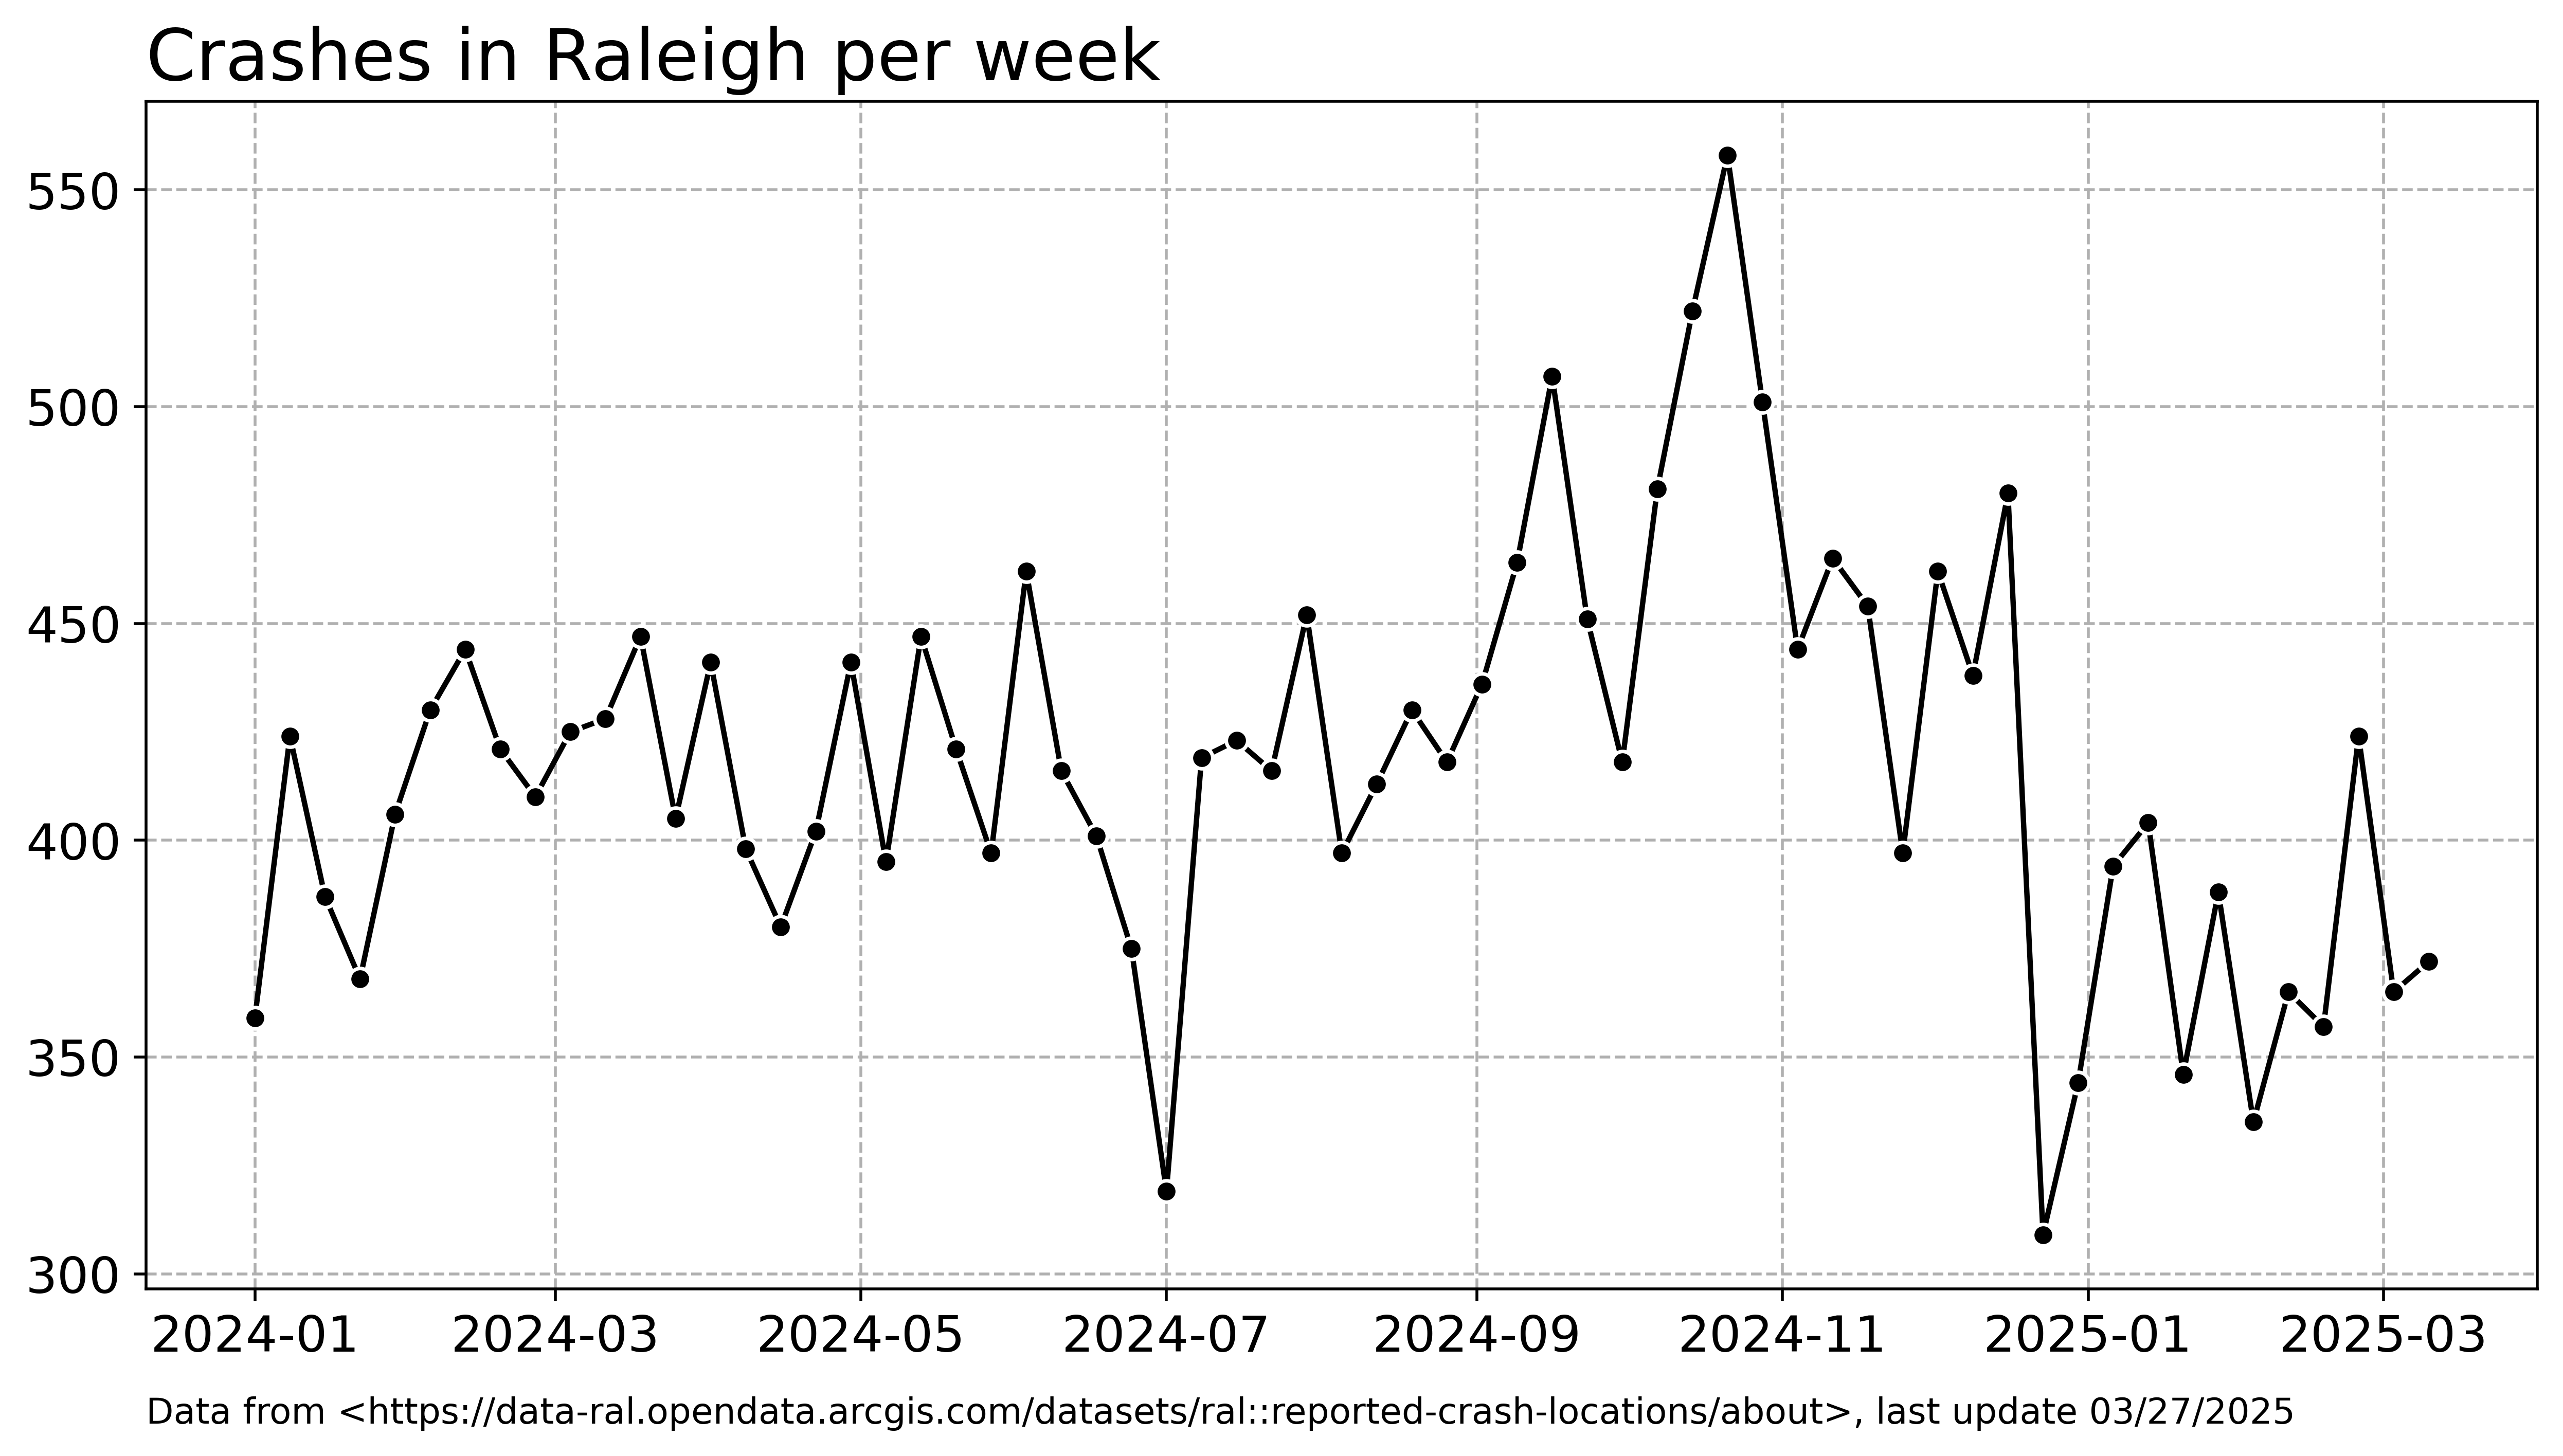 Crashes in Raleigh per week
550
500
450
400
350
300
2024-01 2024-03 2024-05 2024-07 2024-09 2024-11 2025-01 2025-03
Data from <https://data-ral.opendata.arcgis.com/datasets/ral::reported-crash-locations/about>, last update 03/27/2025